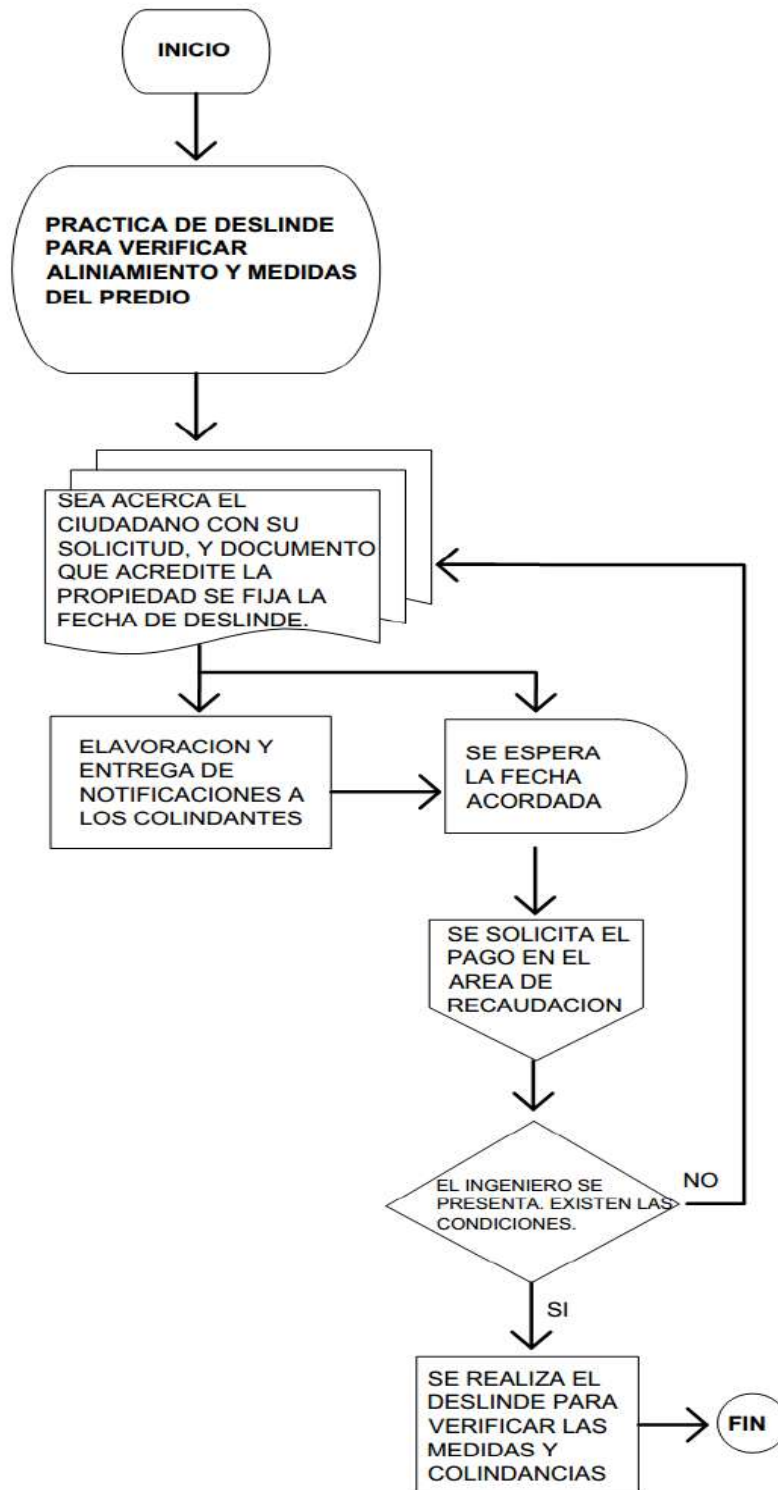 INICIO
PRACTICA DE DESLINDE
PARA VERIFICAR
ALINIAMIENTO Y MEDIDAS
DEL PREDIO
SEA ACERCA EL
CIUDADANO CON SU
SOLICITUD, Y DOCUMENTO
QUE ACREDITE LA
PROPIEDAD SE FIJA LA
FECHA DE DESLINDE.
ELAVORACION Y
ENTREGA DE
NOTIFICACIONES A
LOS COLINDANTES
SE ESPERA
LA FECHA
ACORDADA
SE SOLICITA EL
PAGO EN EL
AREA DE
RECAUDACION
EL INGENIERO SE
PRESENTA. EXISTEN LAS
CONDICIONES.
NO
SI
SE REALIZA EL
DESLINDE PARA
VERIFICAR LAS
MEDIDAS Y
COLINDANCIAS
FIN